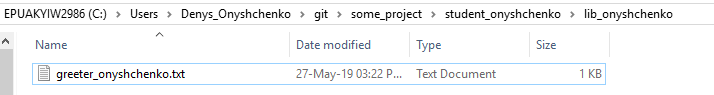 EPUAKYIW2986 (C:) > Users > Denys_Onyshchenko > git > some_project > student_onyshchenko > lib_onyshchenko
Name Date modified Type Size
greeter_onyshchenko.txt 27-May-19 03:22 P... Text Document 1 KB